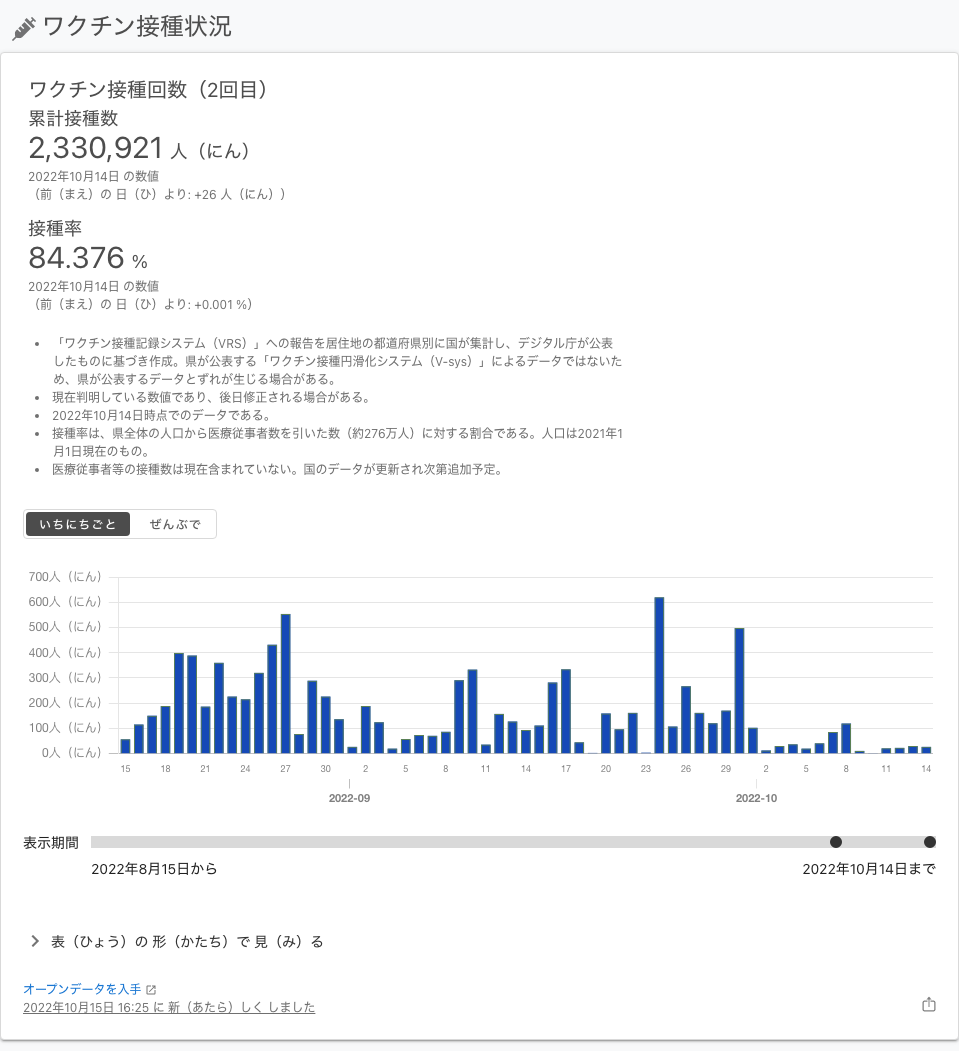 ワクチン接種状況
ワクチン接種回数（2回目）
累計接種数
2,330,921 人（にん）
2022年10月14日 の数値
（前（まえ）の 日（ひ）より: +26 人（にん））
接種率
84.376 %
2022年10月14日 の数値
（前（まえ）の 日（ひ）より: +0.001 %）
• 「ワクチン接種記録システム（VRS）」への報告を居住地の都道府県別に国が集計し、デジタル庁が公表
したものに基づき作成。県が公表する「ワクチン接種円滑化システム（V-sys）」によるデータではないた
め、県が公表するデータとずれが生じる場合がある。
• 現在判明している数値であり、後日修正される場合がある。
• 2022年10月14日時点でのデータである。
• 接種率は、県全体の人口から医療従事者数を引いた数（約276万人）に対する割合である。人口は2021年1
月1日現在のもの。
• 医療従事者等の接種数は現在含まれていない。国のデータが更新され次第追加予定。
いちにちごと ぜんぶで
700人（にん）
600人（にん）
500人（にん）
400人（にん）
300人（にん）
200人（にん）
100人（にん）
0人（にん）
15 18 21 24 27 30 2 5 8 11 14 17 20 23 26 29 2 5 8 11 14
2022-09 2022-10
表示期間
2022年8月15日から 2022年10月14日まで
表（ひょう）の 形（かたち）で 見（み）る
オープンデータを入手
2022年10月15日 16:25 に 新（あたら）しく しました